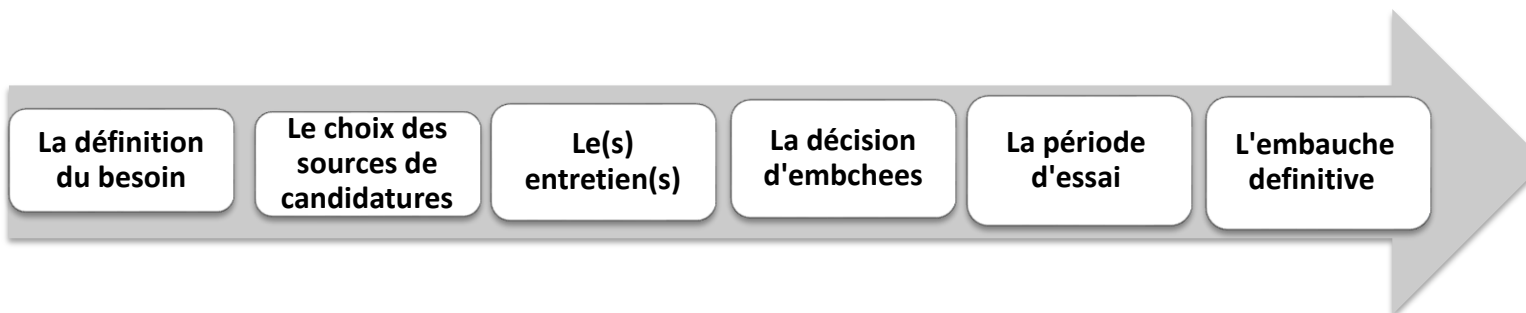 La définition
du besoin
Le choix des
sources de
candidatures
Le(s)
entretien(s)
La décision
d'embchees
La période
d'essai
L'embauche
definitive